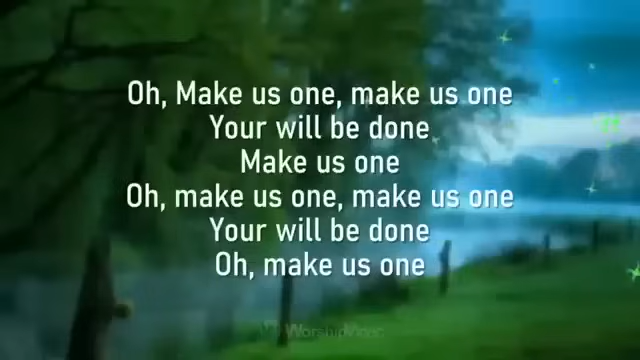 Oh, Make us one, make us one
Your will be done
Make us one
Oh, make us one, make us one
Your will be done
Oh, make us one